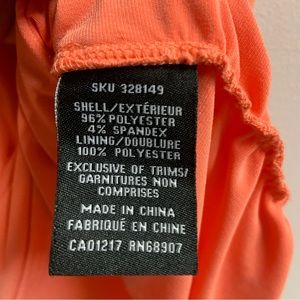 SKU 328149
SHELL/EXTÉRIEUR
96% POLYESTER
4% SPANDEX
LINING/DOUBLURE
100% POLYESTER
EXCLUSIVE OF TRIMS/
GARNITURES NON
COMPRISES
MADE IN CHINA
FABRIQUÉ EN CHINE
CA01217 RN68907